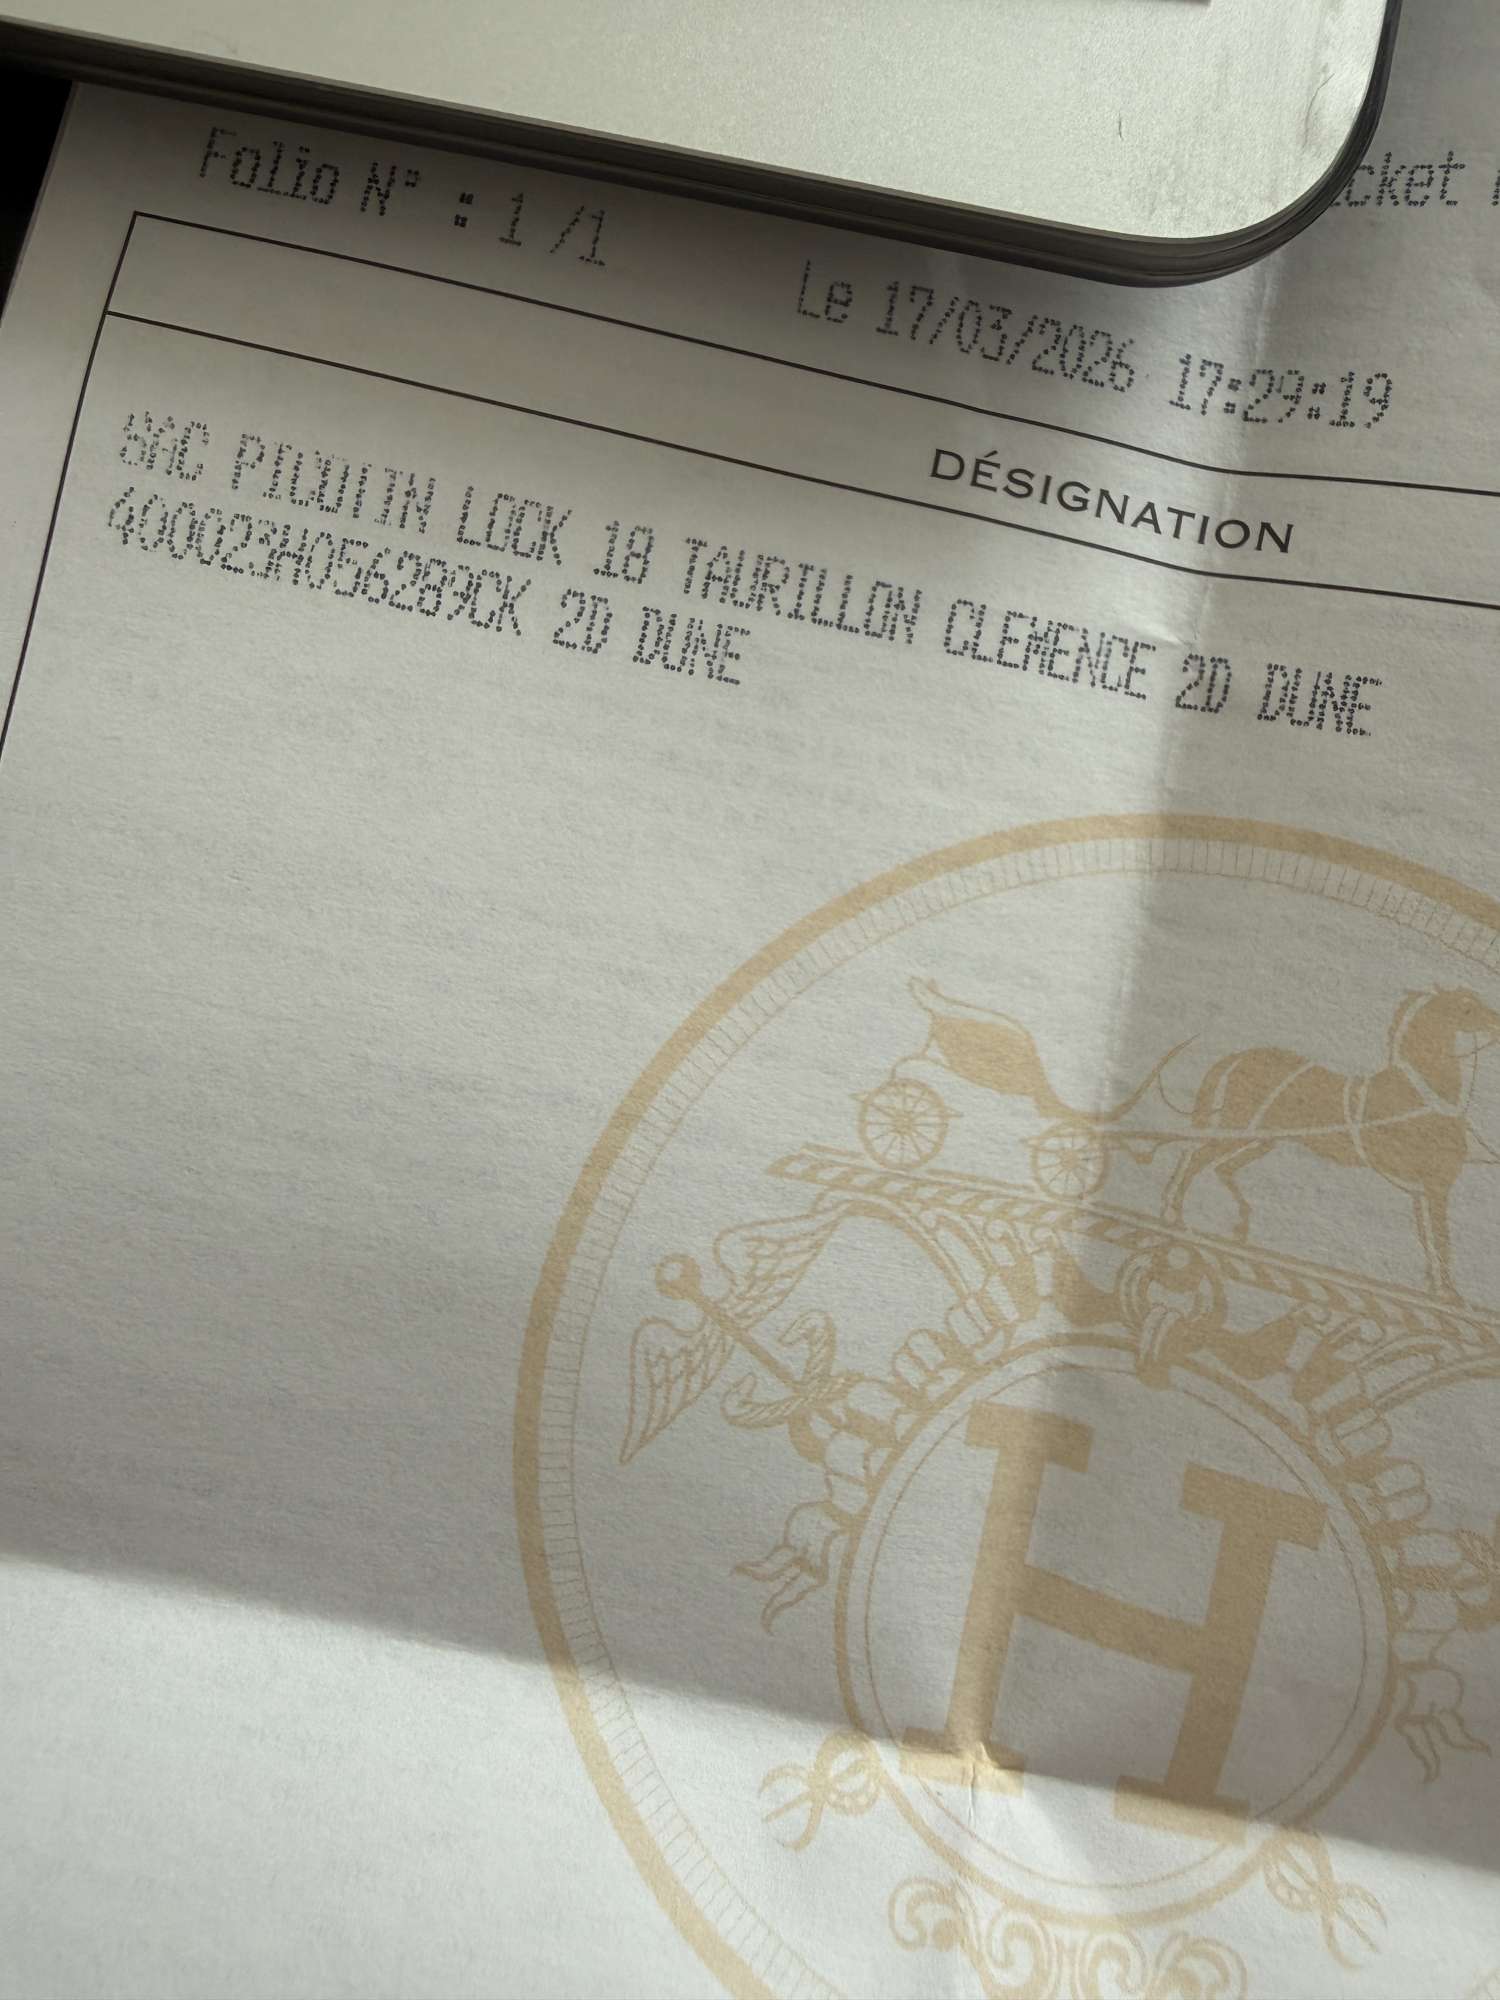 Folio N° : 1 /1
Le 17/03/2026 17:29:19
DÉSIGNATION
SAC PICOTIN LOCK 18 TAURILLON CLEMENCE 2D DUNE
2D DUNE
H